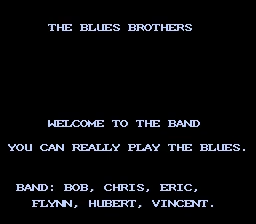 THE BLUES BROTHERS
WELCOME TO THE BAND
YOU CAN REALLY PLAY THE BLUES.
BAND: BOB, CHRIS, ERIC,
FLYNN, HUBERT, VINCENT.